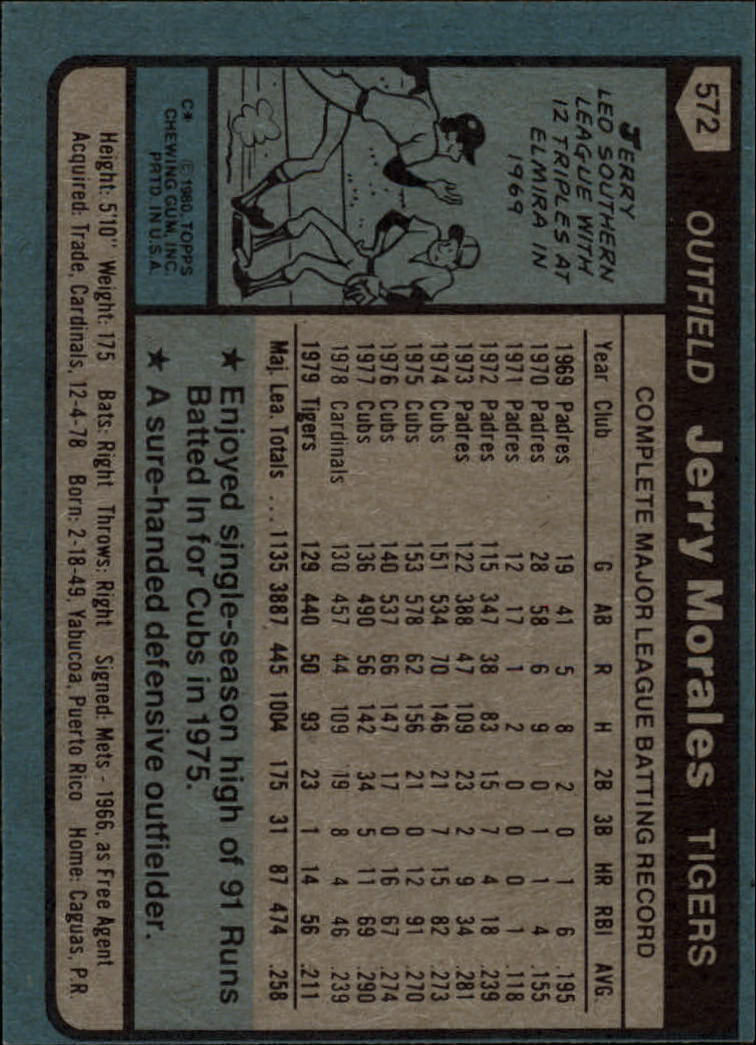 572
OUTFIELD Jerry Morales TIGERS
JERRY
LED SOUTHERN
LEAGUE WITH
12 TRIPLES AT
ELMIRA IN
1969
C* © 1980 TOPPS
CHEWING GUM, INC.
PRTD. IN U.S.A.
COMPLETE MAJOR LEAGUE BATTING RECORD
Year Club G AB R H 2B 3B HR RBI AVG.
1969 Padres 19 41 5 8 2 0 1 6 .195
1970 Padres 28 58 6 9 0 1 1 4 .155
1971 Padres 12 17 1 2 0 0 0 1 .118
1972 Padres 115 347 38 83 15 7 4 18 .239
1973 Padres 122 388 47 109 23 2 9 34 .281
1974 Cubs 151 534 70 146 21 7 15 82 .273
1975 Cubs 153 578 62 156 21 0 12 91 .270
1976 Cubs 140 537 66 147 17 0 16 67 .274
1977 Cubs 136 490 56 142 34 5 11 69 .290
1978 Cardinals 130 457 44 109 19 8 4 46 .239
1979 Tigers 129 440 50 93 23 1 14 56 .211
Maj. Lea. Totals ... 1135 3887 445 1004 175 31 87 474 .258
★ Enjoyed single-season high of 91 Runs
Batted In for Cubs in 1975.
★ A sure-handed defensive outfielder.
Height: 5'10" Weight: 175 Bats: Right Throws: Right Signed: Mets - 1966, as Free Agent
Acquired: Trade, Cardinals, 12-4-78 Born: 2-18-49, Yabucoa, Puerto Rico Home: Caguas, P.R.